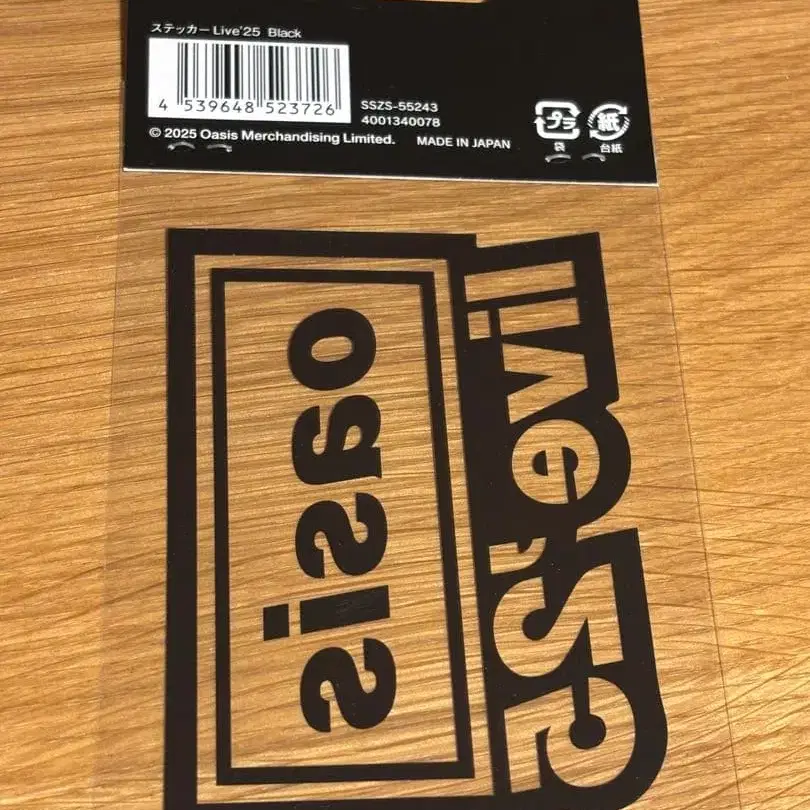 ステッカー Live'25 Black
4 539648 523726
SSZS-55243
4001340078
© 2025 Oasis Merchandising Limited. MADE IN JAPAN
プラ
袋
紙
台紙
oasis
live '25